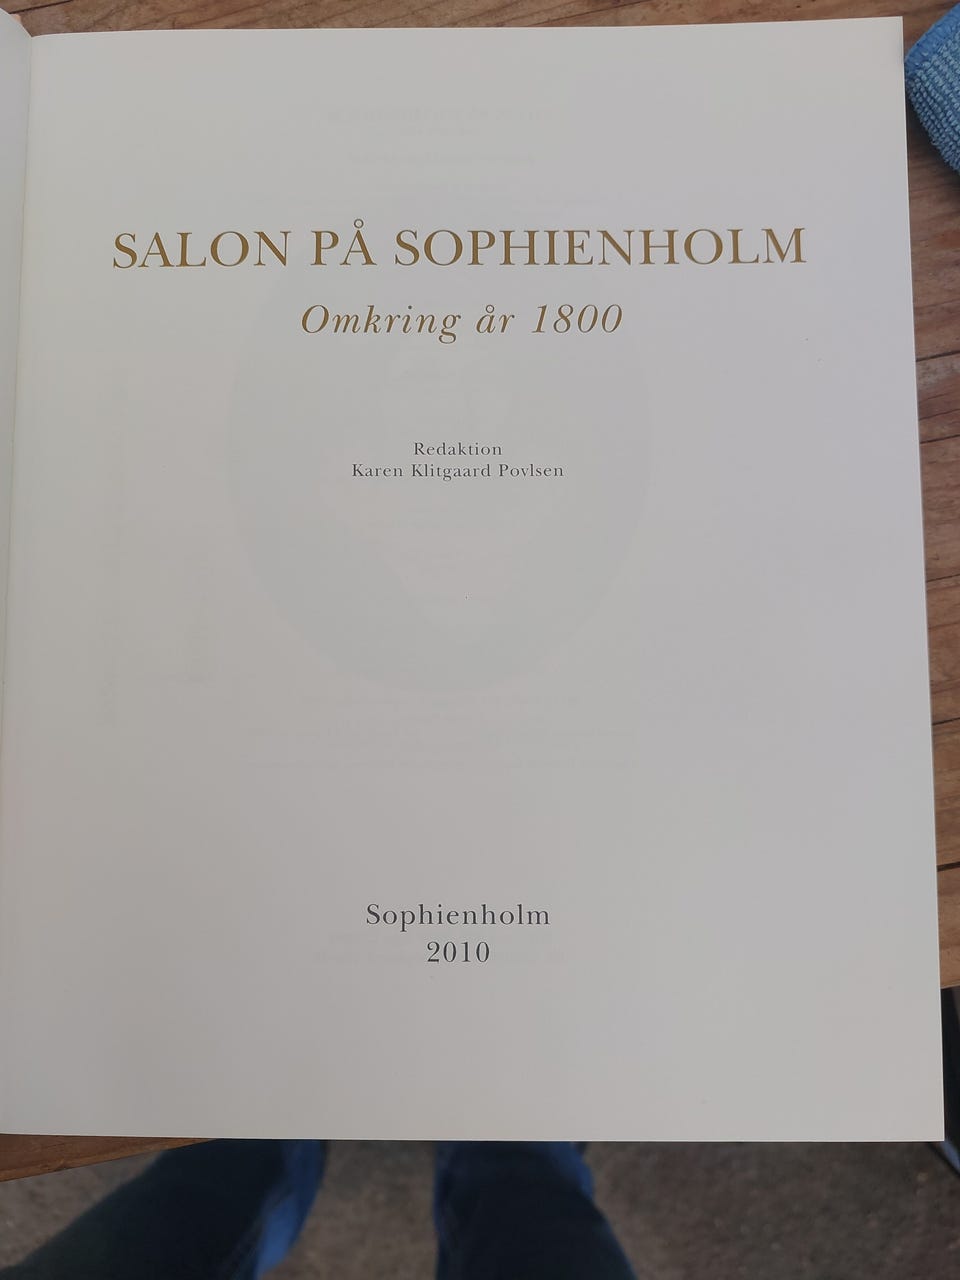 SALON PÅ SOPHIENHOLM
Omkring år 1800
Redaktion
Karen Klitgaard Povlsen
Sophienholm
2010